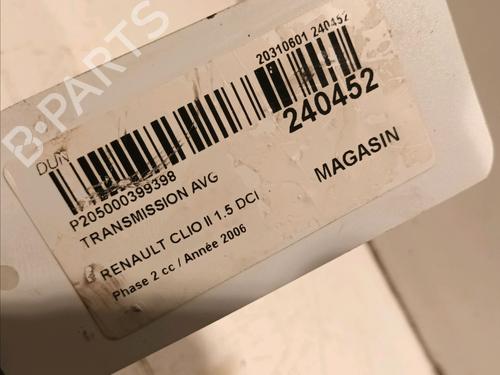 B-PARTS
20310601 240452
240452
DUN
P205000399398
TRANSMISSION AVG
MAGASIN
RENAULT CLIO II 1.5 DCI
Phase 2 cc / Année 2006